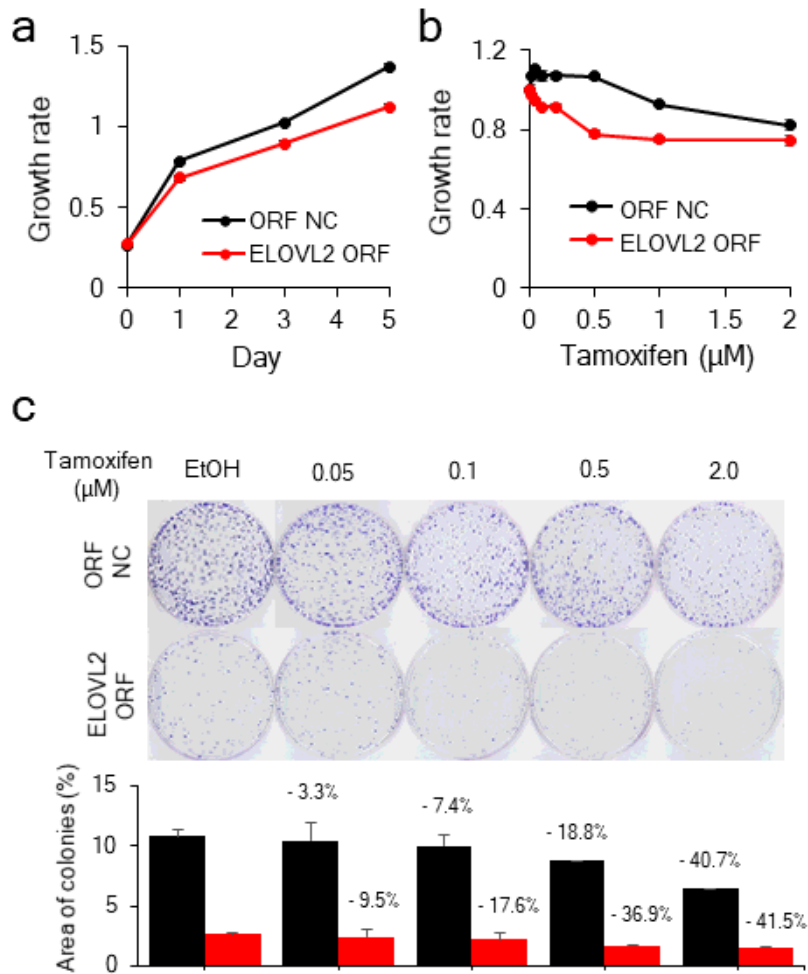 a
1.5
1
0.5
0
Growth rate
ORF NC
ELOVL2 ORF
0 1 2 3 4 5
Day
b
1.2
0.8
0.4
0
Growth rate
ORF NC
ELOVL2 ORF
0 0.5 1 1.5 2
Tamoxifen (µM)
c
Tamoxifen
(µM)
EtOH 0.05 0.1 0.5 2.0
ORF
NC
ELOVL2
ORF
Area of colonies (%)
15
10
5
0
- 3.3% - 7.4% - 18.8% - 40.7%
- 9.5% - 17.6% - 36.9% - 41.5%